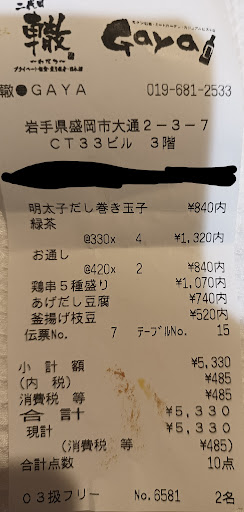 二代目
轍
～わだち～
GaYa
轍●GAYA 019-681-2533
岩手県盛岡市大通２－３－７
ＣＴ３３ビル ３階
明太子だし巻き玉子 ¥840内
緑茶
@330x 4 ¥1,320内
お通し
@420x 2 ¥840内
鶏串５種盛り ¥1,070内
あげだし豆腐 ¥740内
釜揚げ枝豆 ¥520内
伝票No. 7 テーブルNo. 15
小 計 額 ¥5,330
(内 税) ¥485
消費税 等 ¥485
合 計 ¥５,３３０
現計 ¥５,３３０
(消費税 等 ¥485)
合計点数 10点
０３扱フリー No.6581 2名